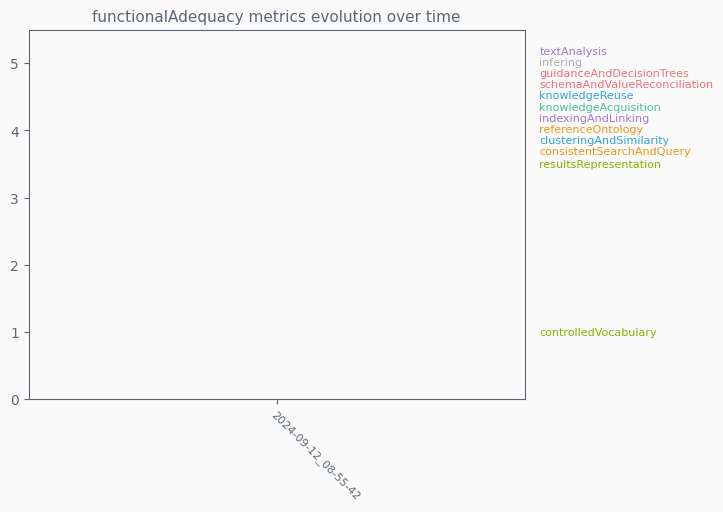 functionalAdequacy metrics evolution over time
5
4
3
2
1
0
2024-09-12_08-55-42
textAnalysis
infering
guidanceAndDecisionTrees
schemaAndValueReconciliation
knowledgeReuse
knowledgeAcquisition
indexingAndLinking
referenceOntology
clusteringAndSimilarity
consistentSearchAndQuery
resultsRepresentation
controlledVocabulary